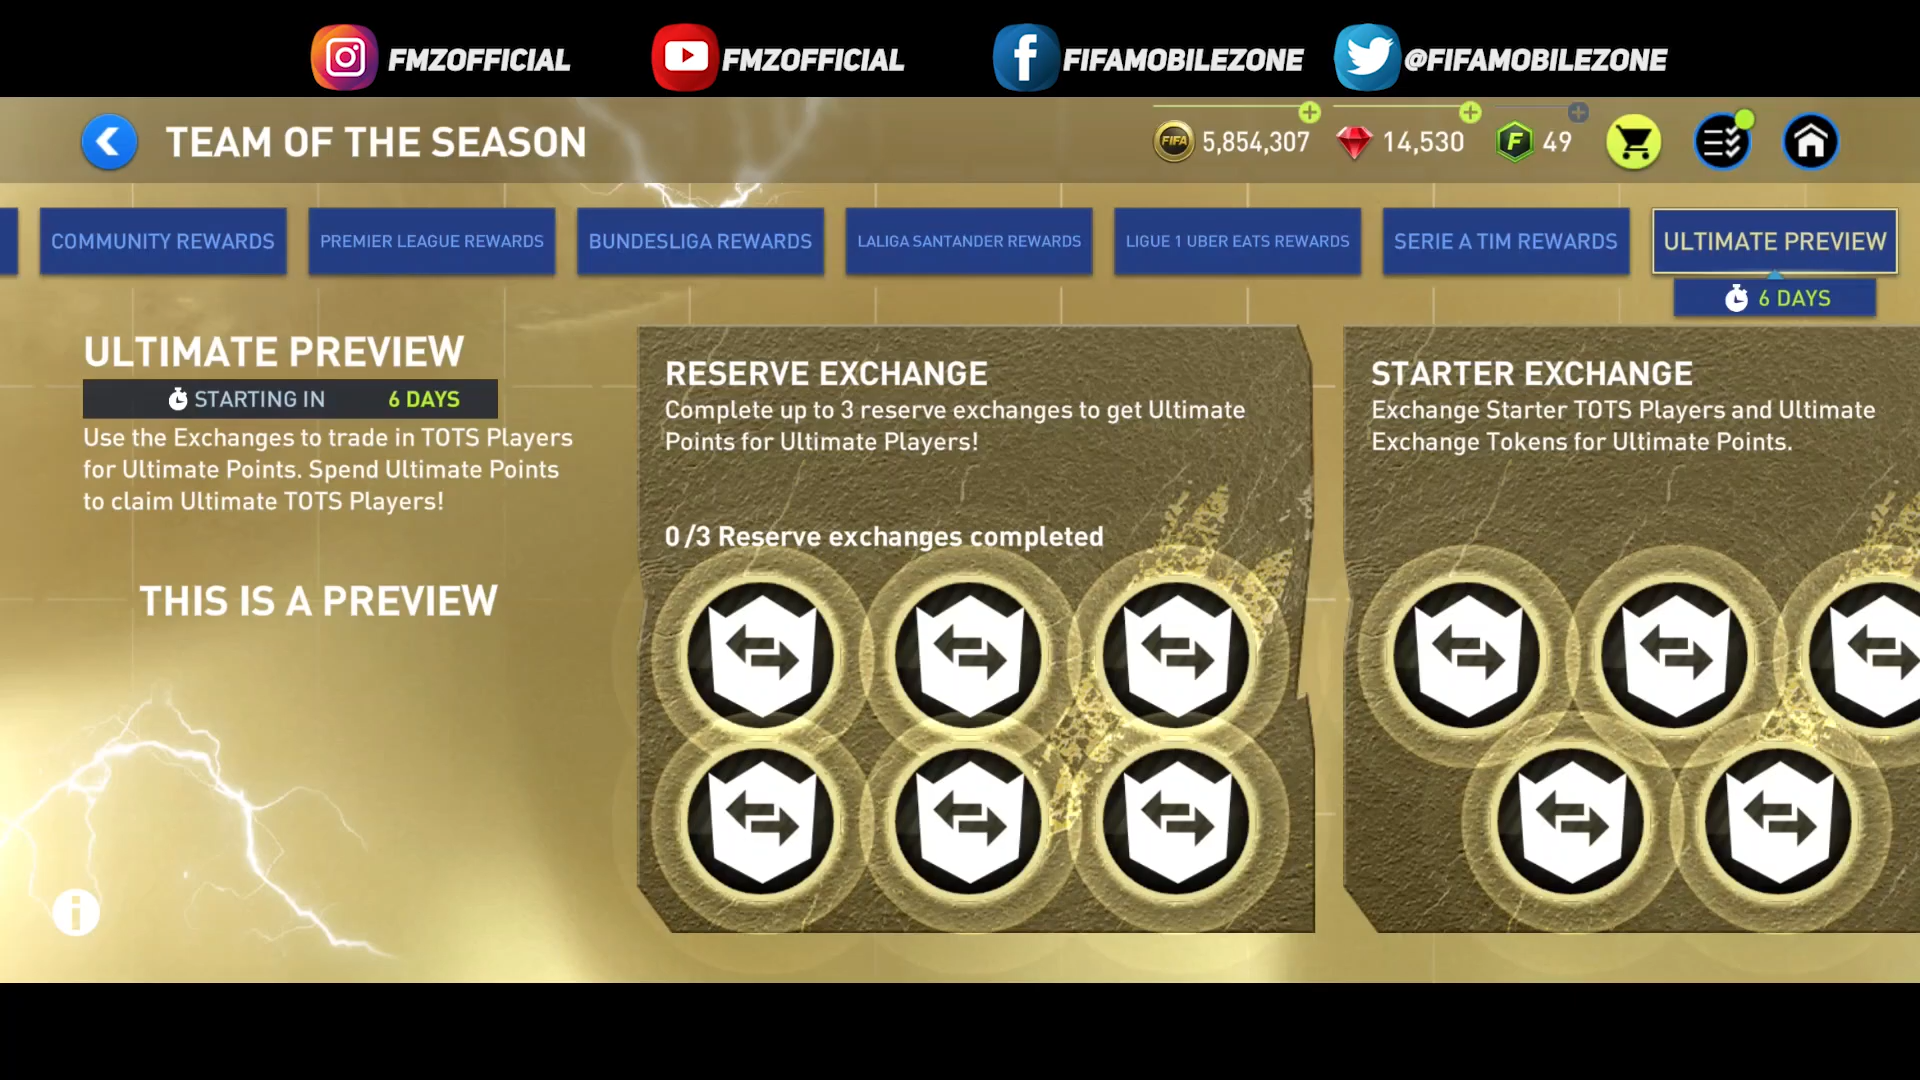 FMZOFFICIAL
FMZOFFICIAL
FIFAMOBILEZONE
@FIFAMOBILEZONE
TEAM OF THE SEASON
FIFA
5,854,307
14,530
F
49
COMMUNITY REWARDS
PREMIER LEAGUE REWARDS
BUNDESLIGA REWARDS
LALIGA SANTANDER REWARDS
LIGUE 1 UBER EATS REWARDS
SERIE A TIM REWARDS
ULTIMATE PREVIEW
6 DAYS
ULTIMATE PREVIEW
STARTING IN 6 DAYS
Use the Exchanges to trade in TOTS Players
for Ultimate Points. Spend Ultimate Points
to claim Ultimate TOTS Players!
THIS IS A PREVIEW
RESERVE EXCHANGE
Complete up to 3 reserve exchanges to get Ultimate
Points for Ultimate Players!
0/3 Reserve exchanges completed
STARTER EXCHANGE
Exchange Starter TOTS Players and Ultimate
Exchange Tokens for Ultimate Points.